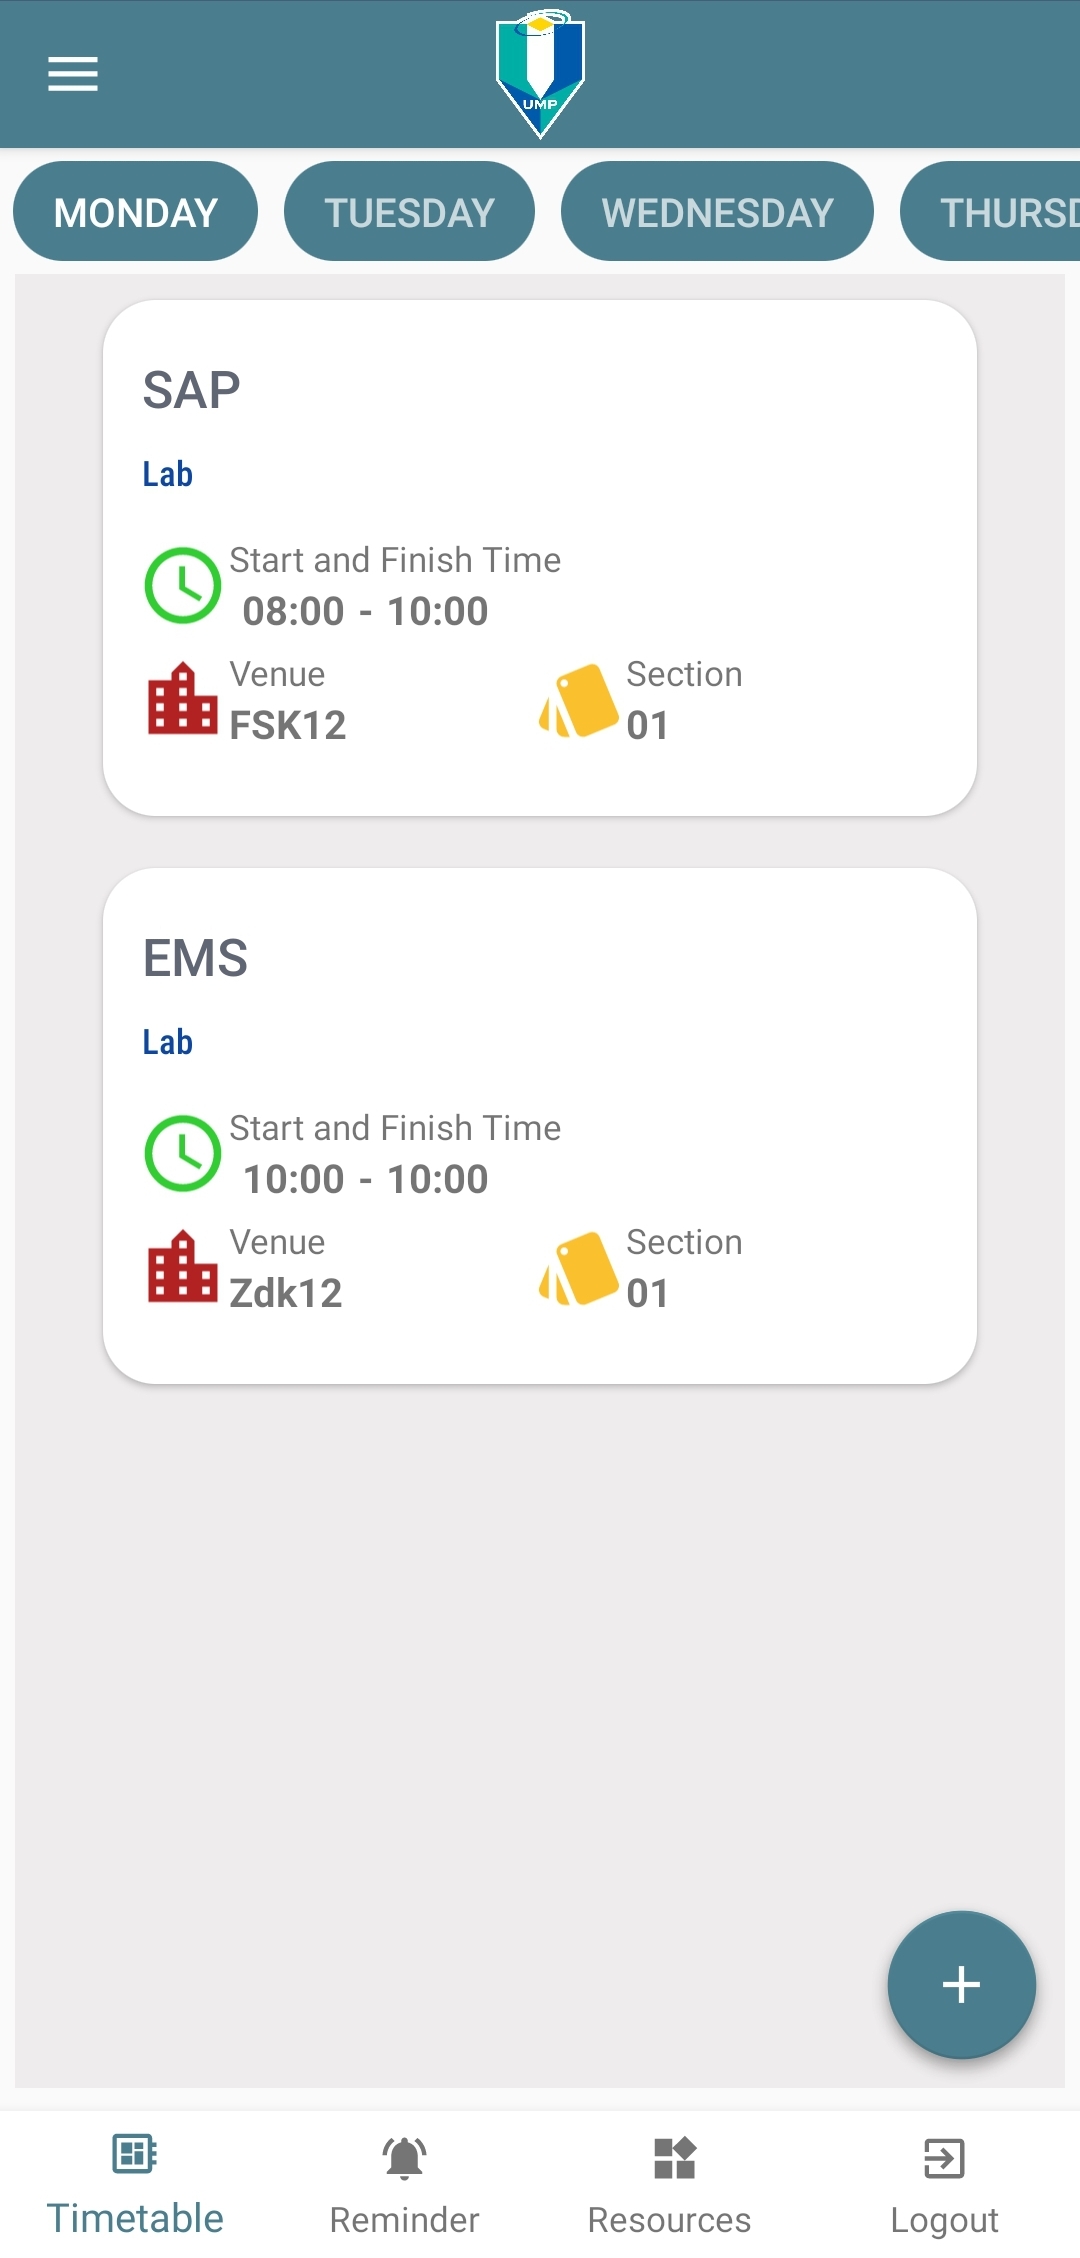 UMP
MONDAY TUESDAY WEDNESDAY THURSD
SAP
Lab
Start and Finish Time
08:00 - 10:00
Venue Section
FSK12 01
EMS
Lab
Start and Finish Time
10:00 - 10:00
Venue Section
Zdk12 01
Timetable Reminder Resources Logout